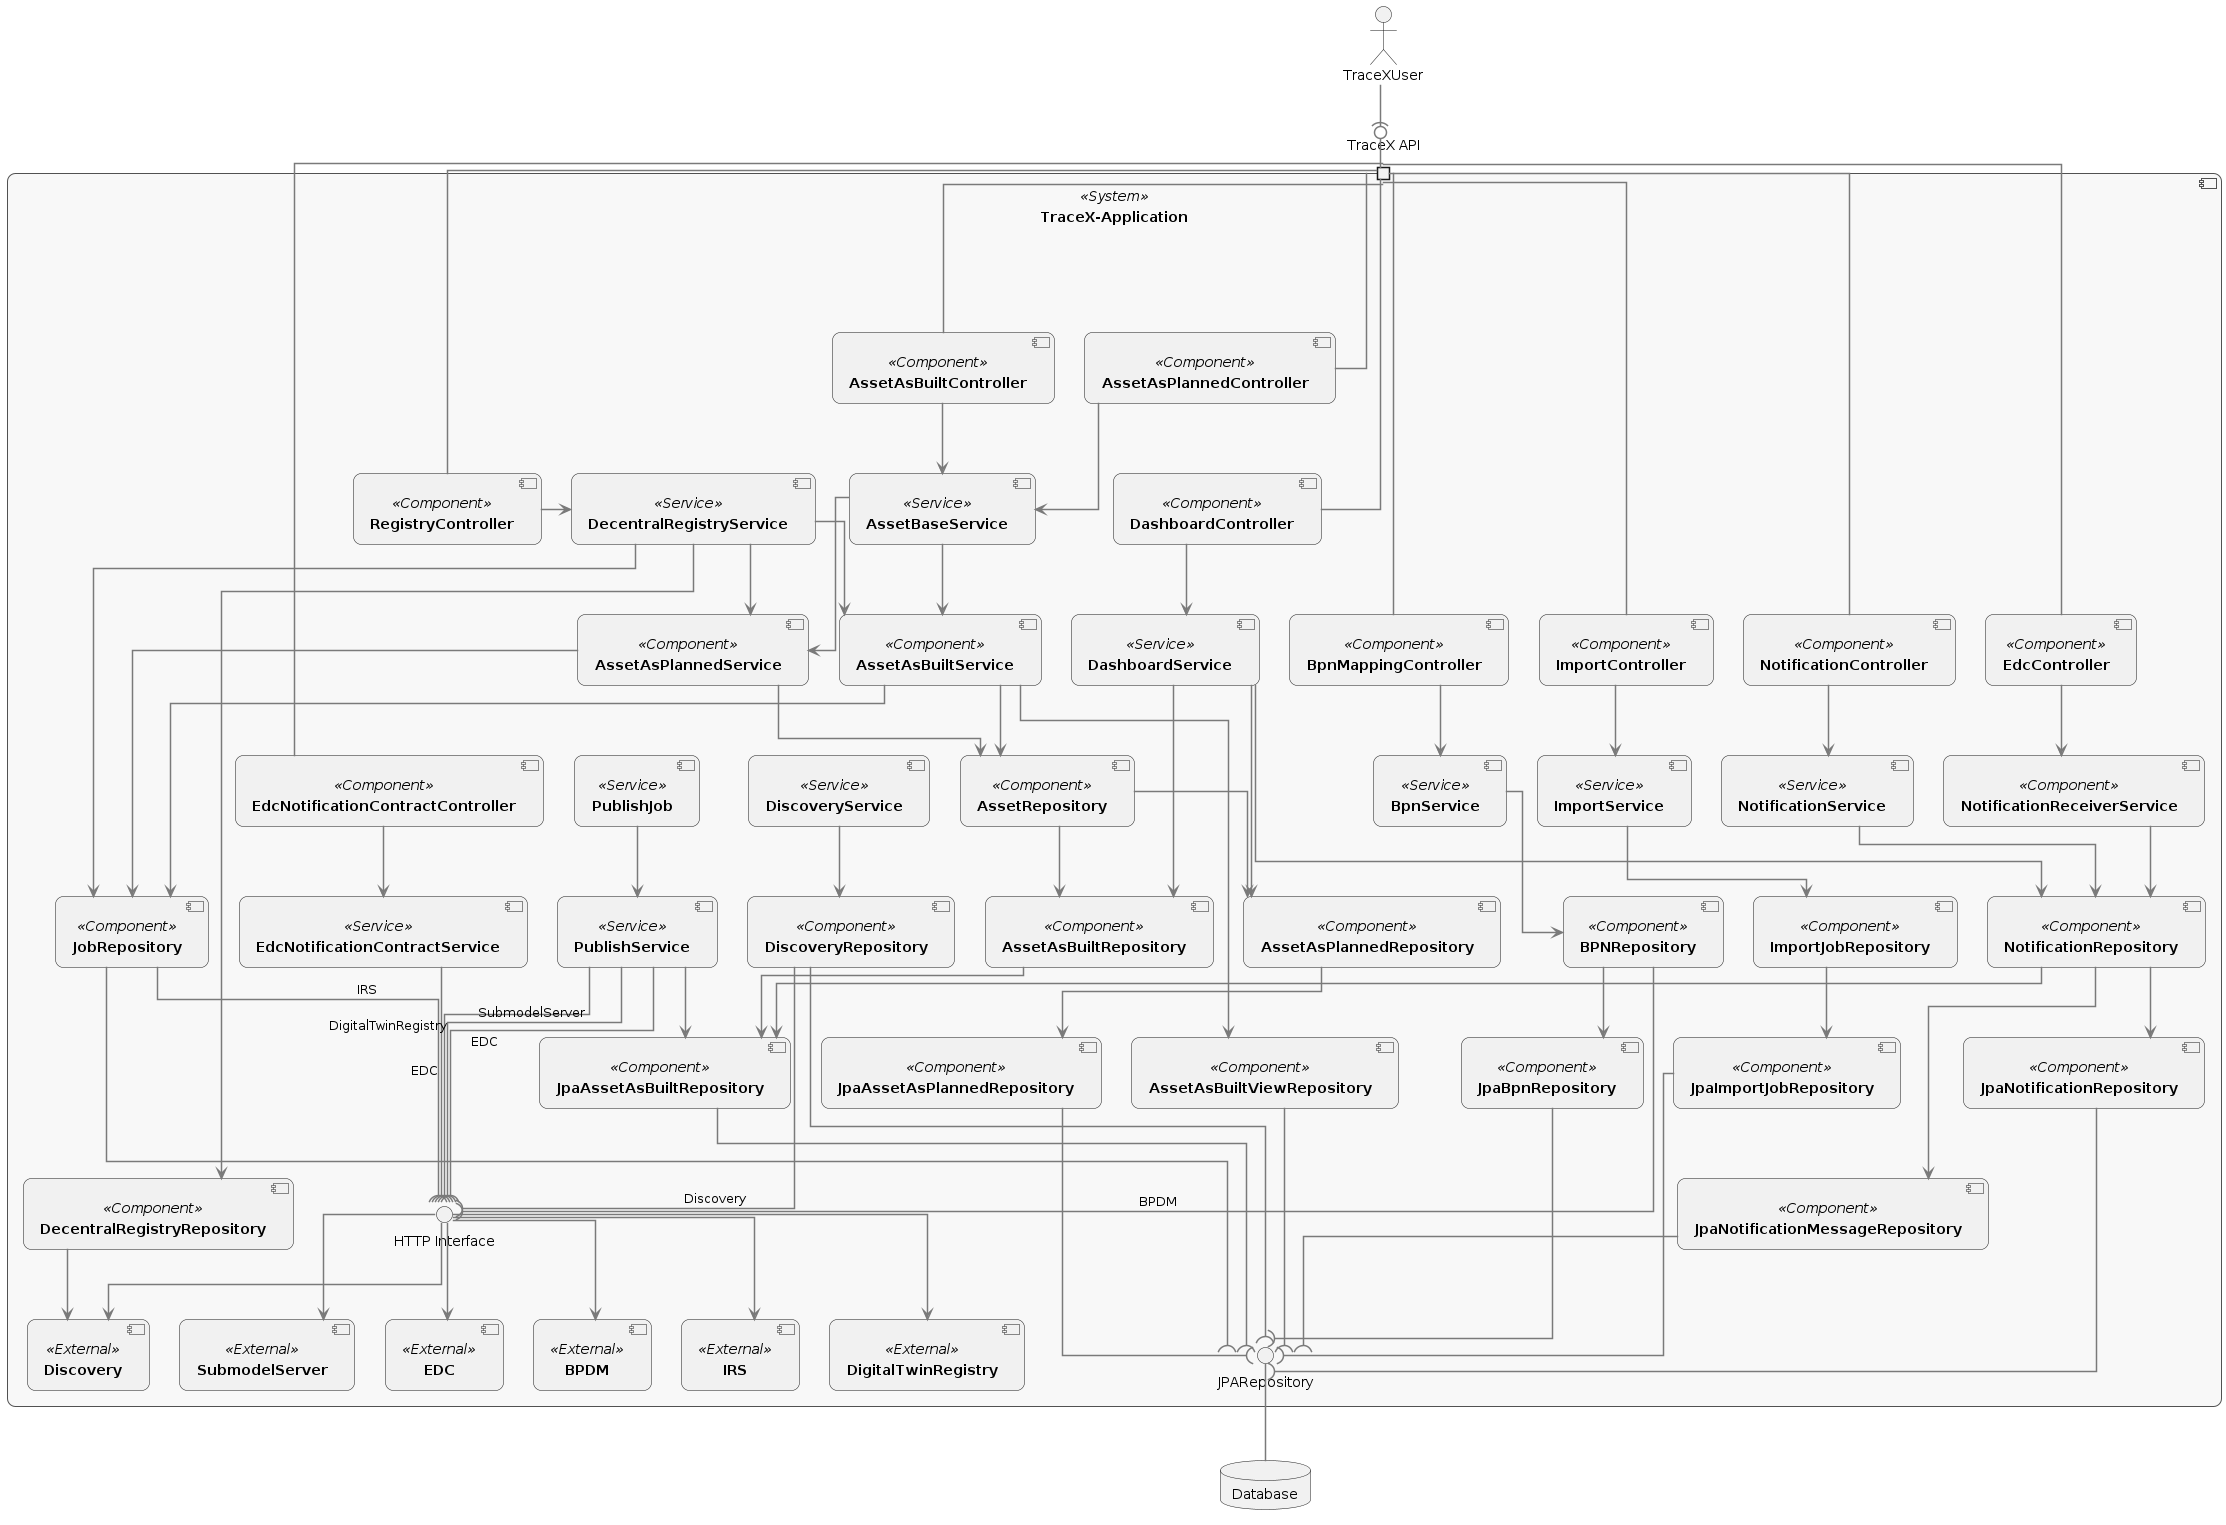 TraceXUser
TraceX API
«System»
TraceX-Application
«Component»
AssetAsBuiltController
«Component»
AssetAsPlannedController
«Component»
RegistryController
«Service»
DecentralRegistryService
«Service»
AssetBaseService
«Component»
DashboardController
«Component»
AssetAsPlannedService
«Component»
AssetAsBuiltService
«Service»
DashboardService
«Component»
BpnMappingController
«Component»
ImportController
«Component»
NotificationController
«Component»
EdcController
«Component»
EdcNotificationContractController
«Service»
PublishJob
«Service»
DiscoveryService
«Component»
AssetRepository
«Service»
BpnService
«Service»
ImportService
«Service»
NotificationService
«Component»
NotificationReceiverService
«Component»
JobRepository
«Service»
EdcNotificationContractService
«Service»
PublishService
«Component»
DiscoveryRepository
«Component»
AssetAsBuiltRepository
«Component»
AssetAsPlannedRepository
«Component»
BPNRepository
«Component»
ImportJobRepository
«Component»
NotificationRepository
IRS
SubmodelServer
DigitalTwinRegistry
EDC
EDC
«Component»
JpaAssetAsBuiltRepository
«Component»
JpaAssetAsPlannedRepository
«Component»
AssetAsBuiltViewRepository
«Component»
JpaBpnRepository
«Component»
JpaImportJobRepository
«Component»
JpaNotificationRepository
Discovery
BPDM
«Component»
DecentralRegistryRepository
HTTP Interface
«Component»
JpaNotificationMessageRepository
«External»
Discovery
«External»
SubmodelServer
«External»
EDC
«External»
BPDM
«External»
IRS
«External»
DigitalTwinRegistry
JPARepository
Database